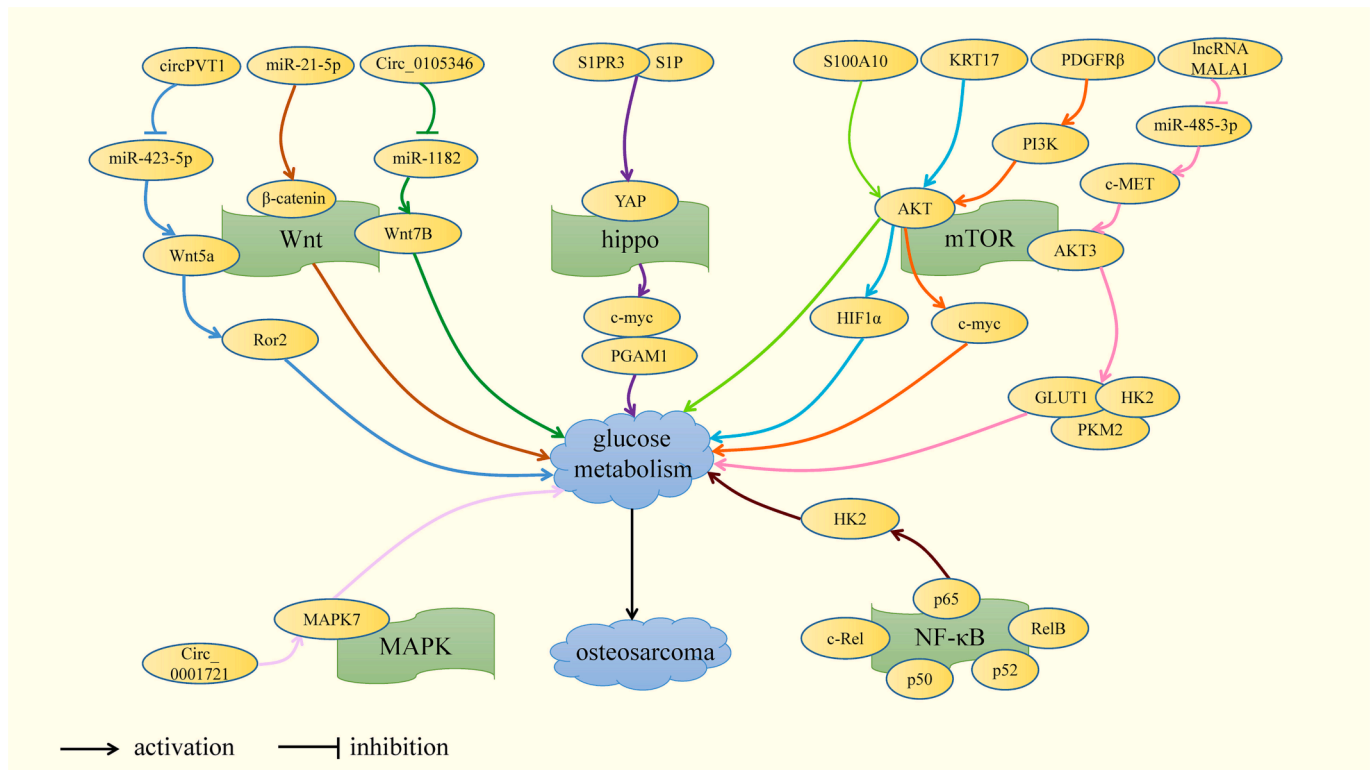 circPVT1
miR-21-5p
Circ_0105346
S1PR3
S1P
S100A10
KRT17
PDGFRβ
lncRNA
MALA1
miR-423-5p
miR-1182
miR-485-3p
PI3K
c-MET
β-catenin
YAP
AKT
Wnt
Wnt7B
hippo
mTOR
Wnt5a
AKT3
Ror2
c-myc
HIF1α
c-myc
PGAM1
GLUT1
HK2
PKM2
glucose
metabolism
HK2
MAPK7
p65
c-Rel
RelB
MAPK
NF-κB
Circ_
0001721
osteosarcoma
p50
p52
activation
inhibition